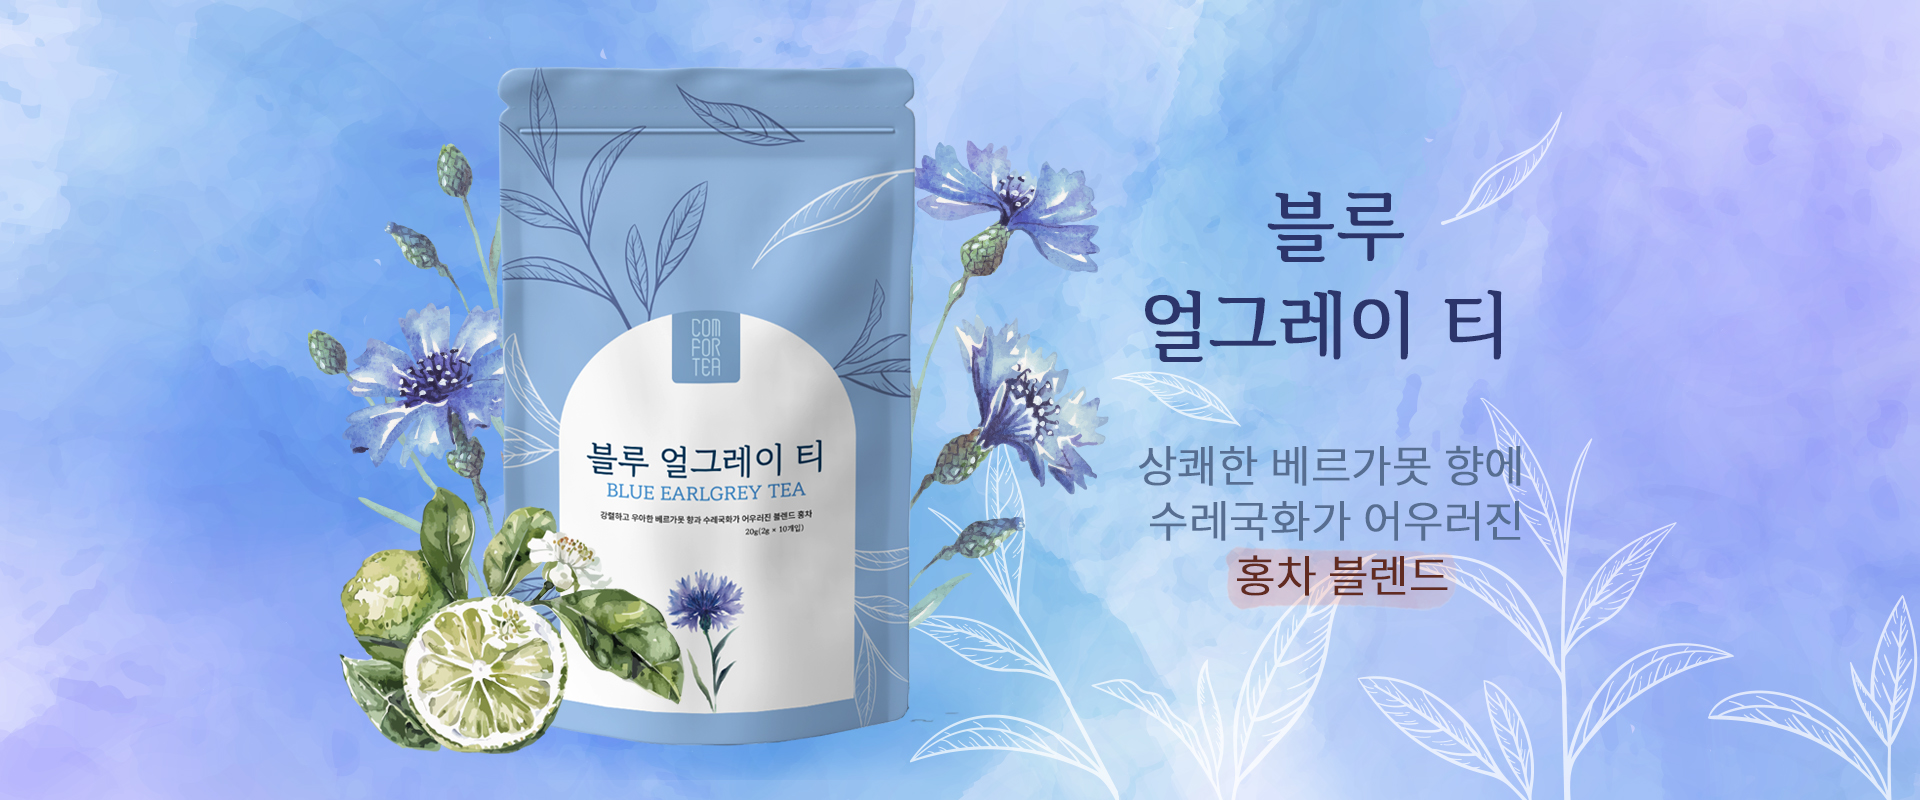 COM
FOR
TEA
블루 얼그레이 티
BLUE EARLGREY TEA
강렬하고 우아한 베르가못 향과 수레국화가 어우러진 블렌드 홍차
20g(2g × 10개입)
블루
얼그레이 티
상쾌한 베르가못 향에
수레국화가 어우러진
홍차 블렌드